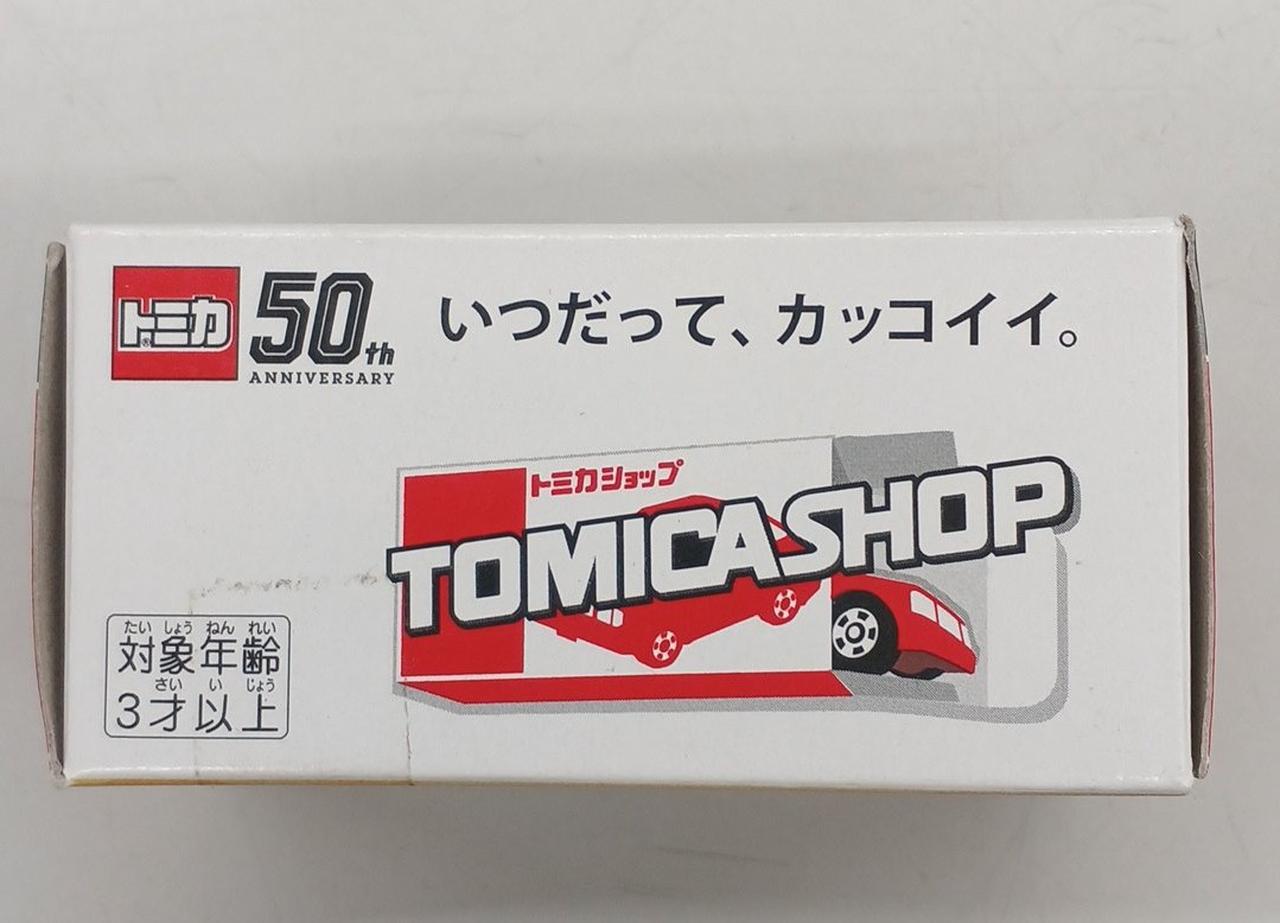 トミカ®
50th
ANNIVERSARY
いつだって、カッコイイ。
トミカショップ
TOMICASHOP
たい しょう ねん れい
対象年齢
さい い じょう
3才以上